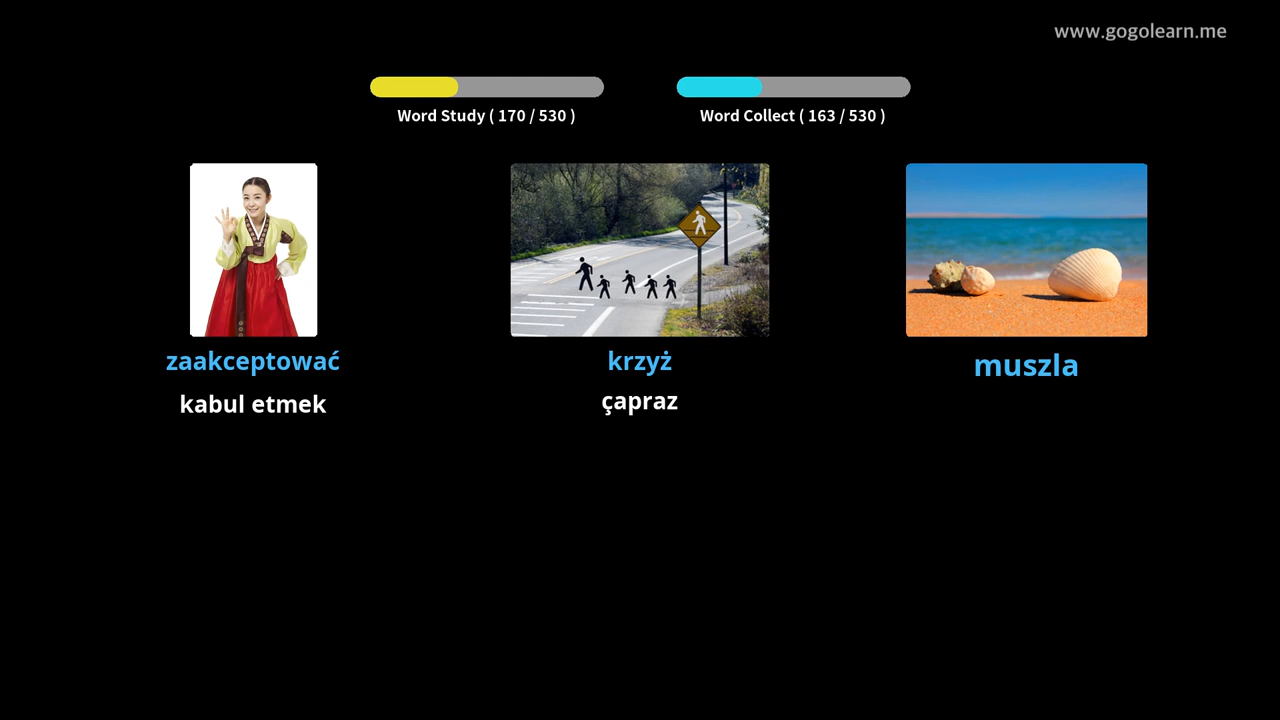 www.gogolearn.me
Word Study ( 170 / 530 )
Word Collect ( 163 / 530 )
zaakceptować
kabul etmek
krzyż
çapraz
muszla